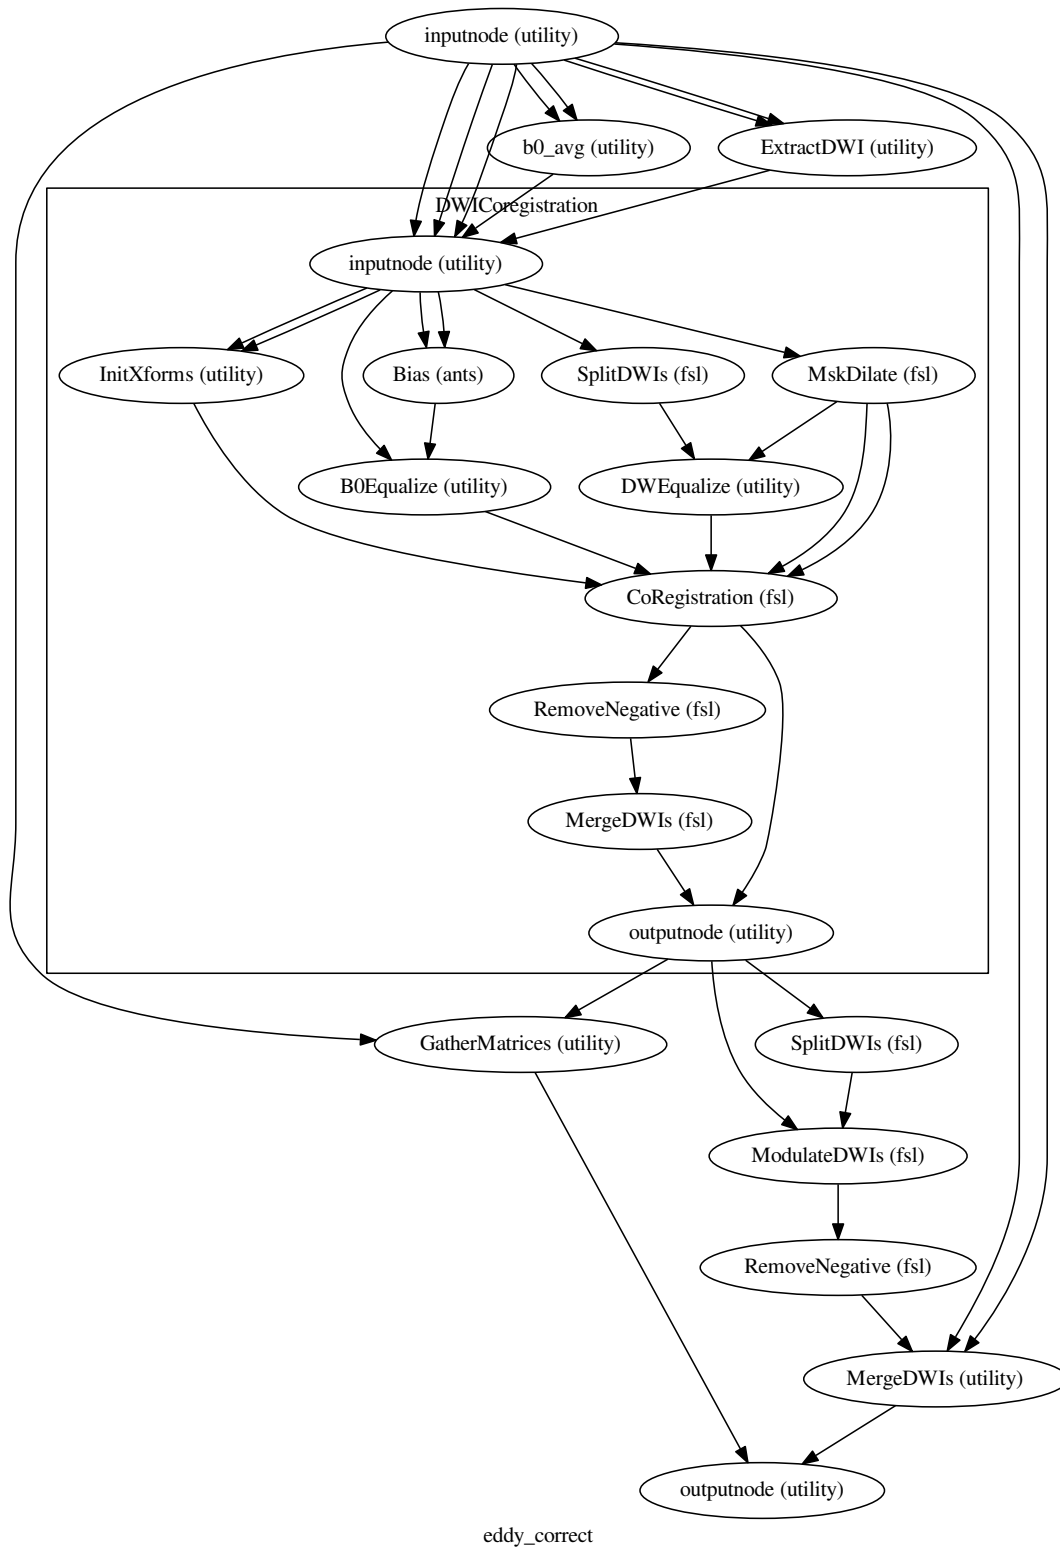 inputnode (utility)
b0_avg (utility)
ExtractDWI (utility)
DWICoregistration
inputnode (utility)
InitXforms (utility)
Bias (ants)
SplitDWIs (fsl)
MskDilate (fsl)
B0Equalize (utility)
DWEqualize (utility)
CoRegistration (fsl)
RemoveNegative (fsl)
MergeDWIs (fsl)
outputnode (utility)
GatherMatrices (utility)
SplitDWIs (fsl)
ModulateDWIs (fsl)
RemoveNegative (fsl)
MergeDWIs (utility)
outputnode (utility)
eddy_correct